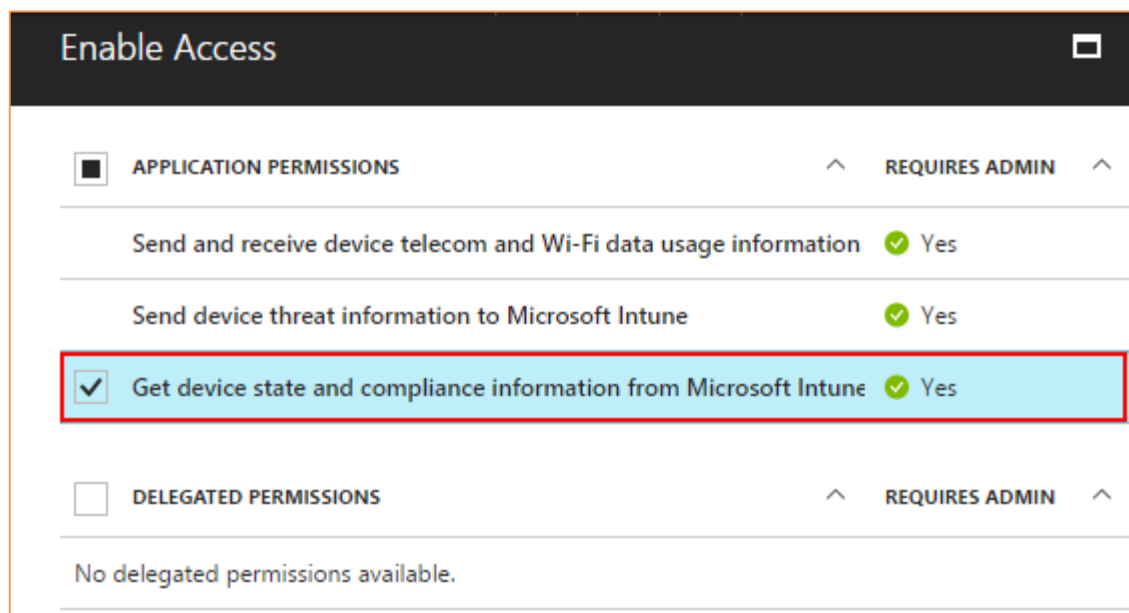 Enable Access
APPLICATION PERMISSIONS REQUIRES ADMIN
Send and receive device telecom and Wi-Fi data usage information Yes
Send device threat information to Microsoft Intune Yes
Get device state and compliance information from Microsoft Intune Yes
DELEGATED PERMISSIONS REQUIRES ADMIN
No delegated permissions available.